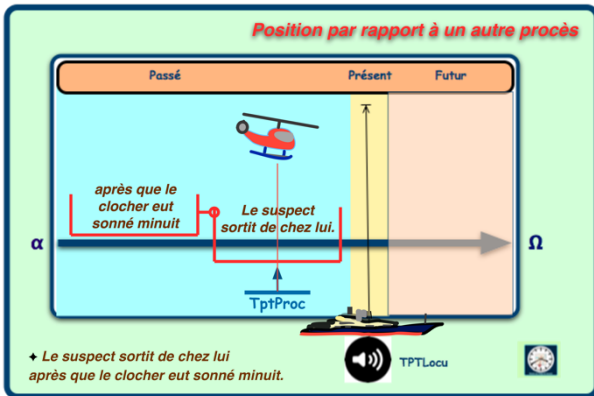 Position par rapport à un autre procès
Passé
Présent
Futur
après que le
clocher eut
sonné minuit
Le suspect
sortit de chez lui.
α
Ω
TptProc
TPTLocu
✦ Le suspect sortit de chez lui
après que le clocher eut sonné minuit.